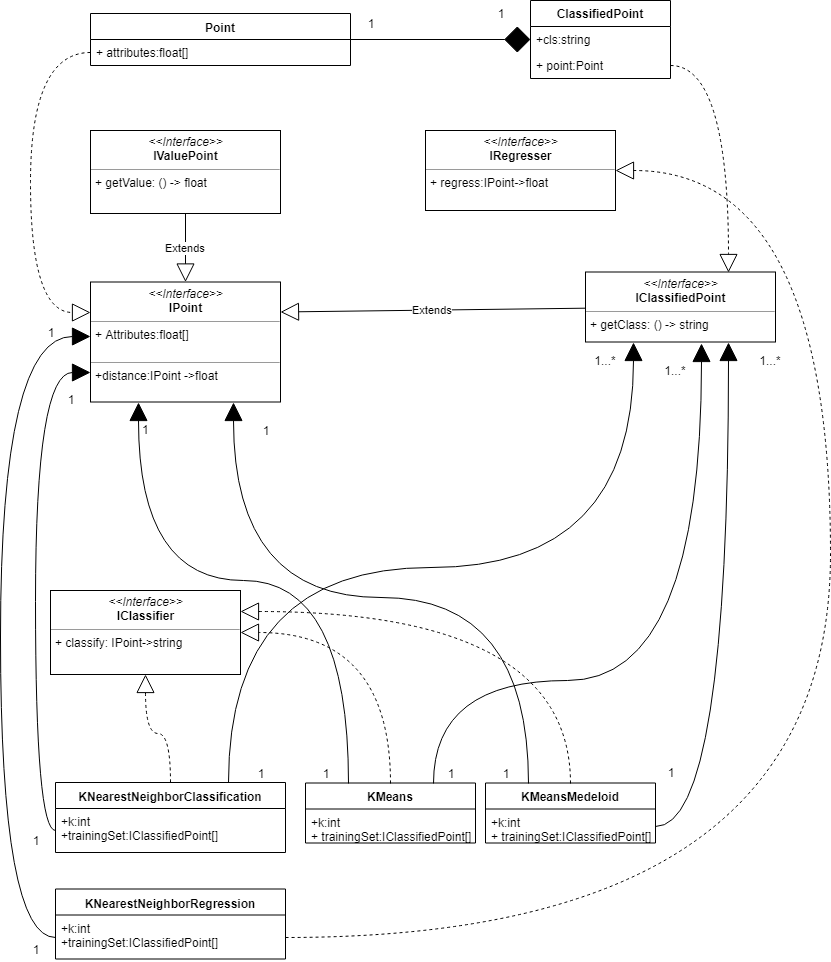 1
1
Point
+ attributes:float[]
ClassifiedPoint
+cls:string
+ point:Point
<<Interface>>
IValuePoint
+ getValue: () -> float
<<Interface>>
IRegresser
+ regress:IPoint->float
Extends
<<Interface>>
IPoint
+ Attributes:float[]
+distance:IPoint ->float
Extends
<<Interface>>
IClassifiedPoint
+ getClass: () -> string
1
1
1
1
1...*
1...*
1...*
<<Interface>>
IClassifier
+ classify: IPoint->string
1
1
1
1
1
KNearestNeighborClassification
+k:int
+trainingSet:IClassifiedPoint[]
1
KMeans
+k:int
+ trainingSet:IClassifiedPoint[]
KMeansMedeloid
+k:int
+ trainingSet:IClassifiedPoint[]
KNearestNeighborRegression
+k:int
+trainingSet:IClassifiedPoint[]
1